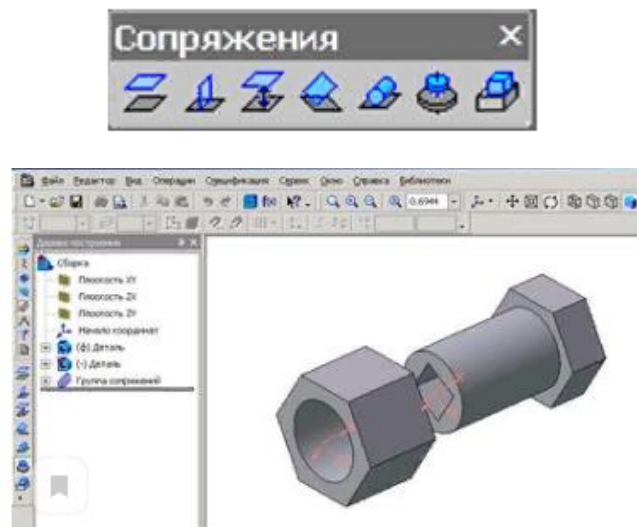 Сопряжения
Файл Редактор Вид Операции Спецификация Сервис Окно Справка Библиотеки
0.6944
Дерево построения
Сборка
Плоскость XY
Плоскость ZX
Плоскость ZY
Начало координат
(ф) Деталь
(-) Деталь
Группа сопряжений